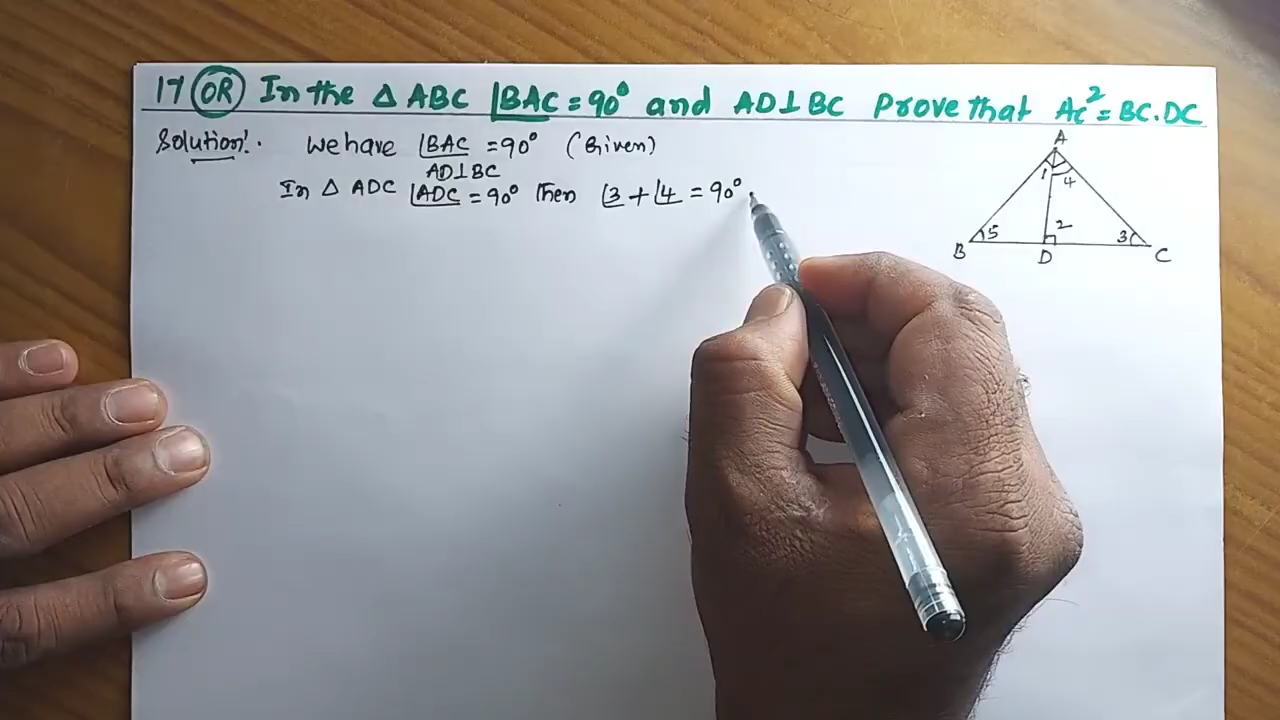 17 OR In the △ ABC ∠BAC = 90° and AD⊥BC Prove that AC² = BC.DC
Solution:. We have ∠BAC = 90° (Given)
AD⊥BC
In △ ADC ∠ADC = 90° Then ∠3 + ∠4 = 90°
A
1
4
B
5
2
D
3
C